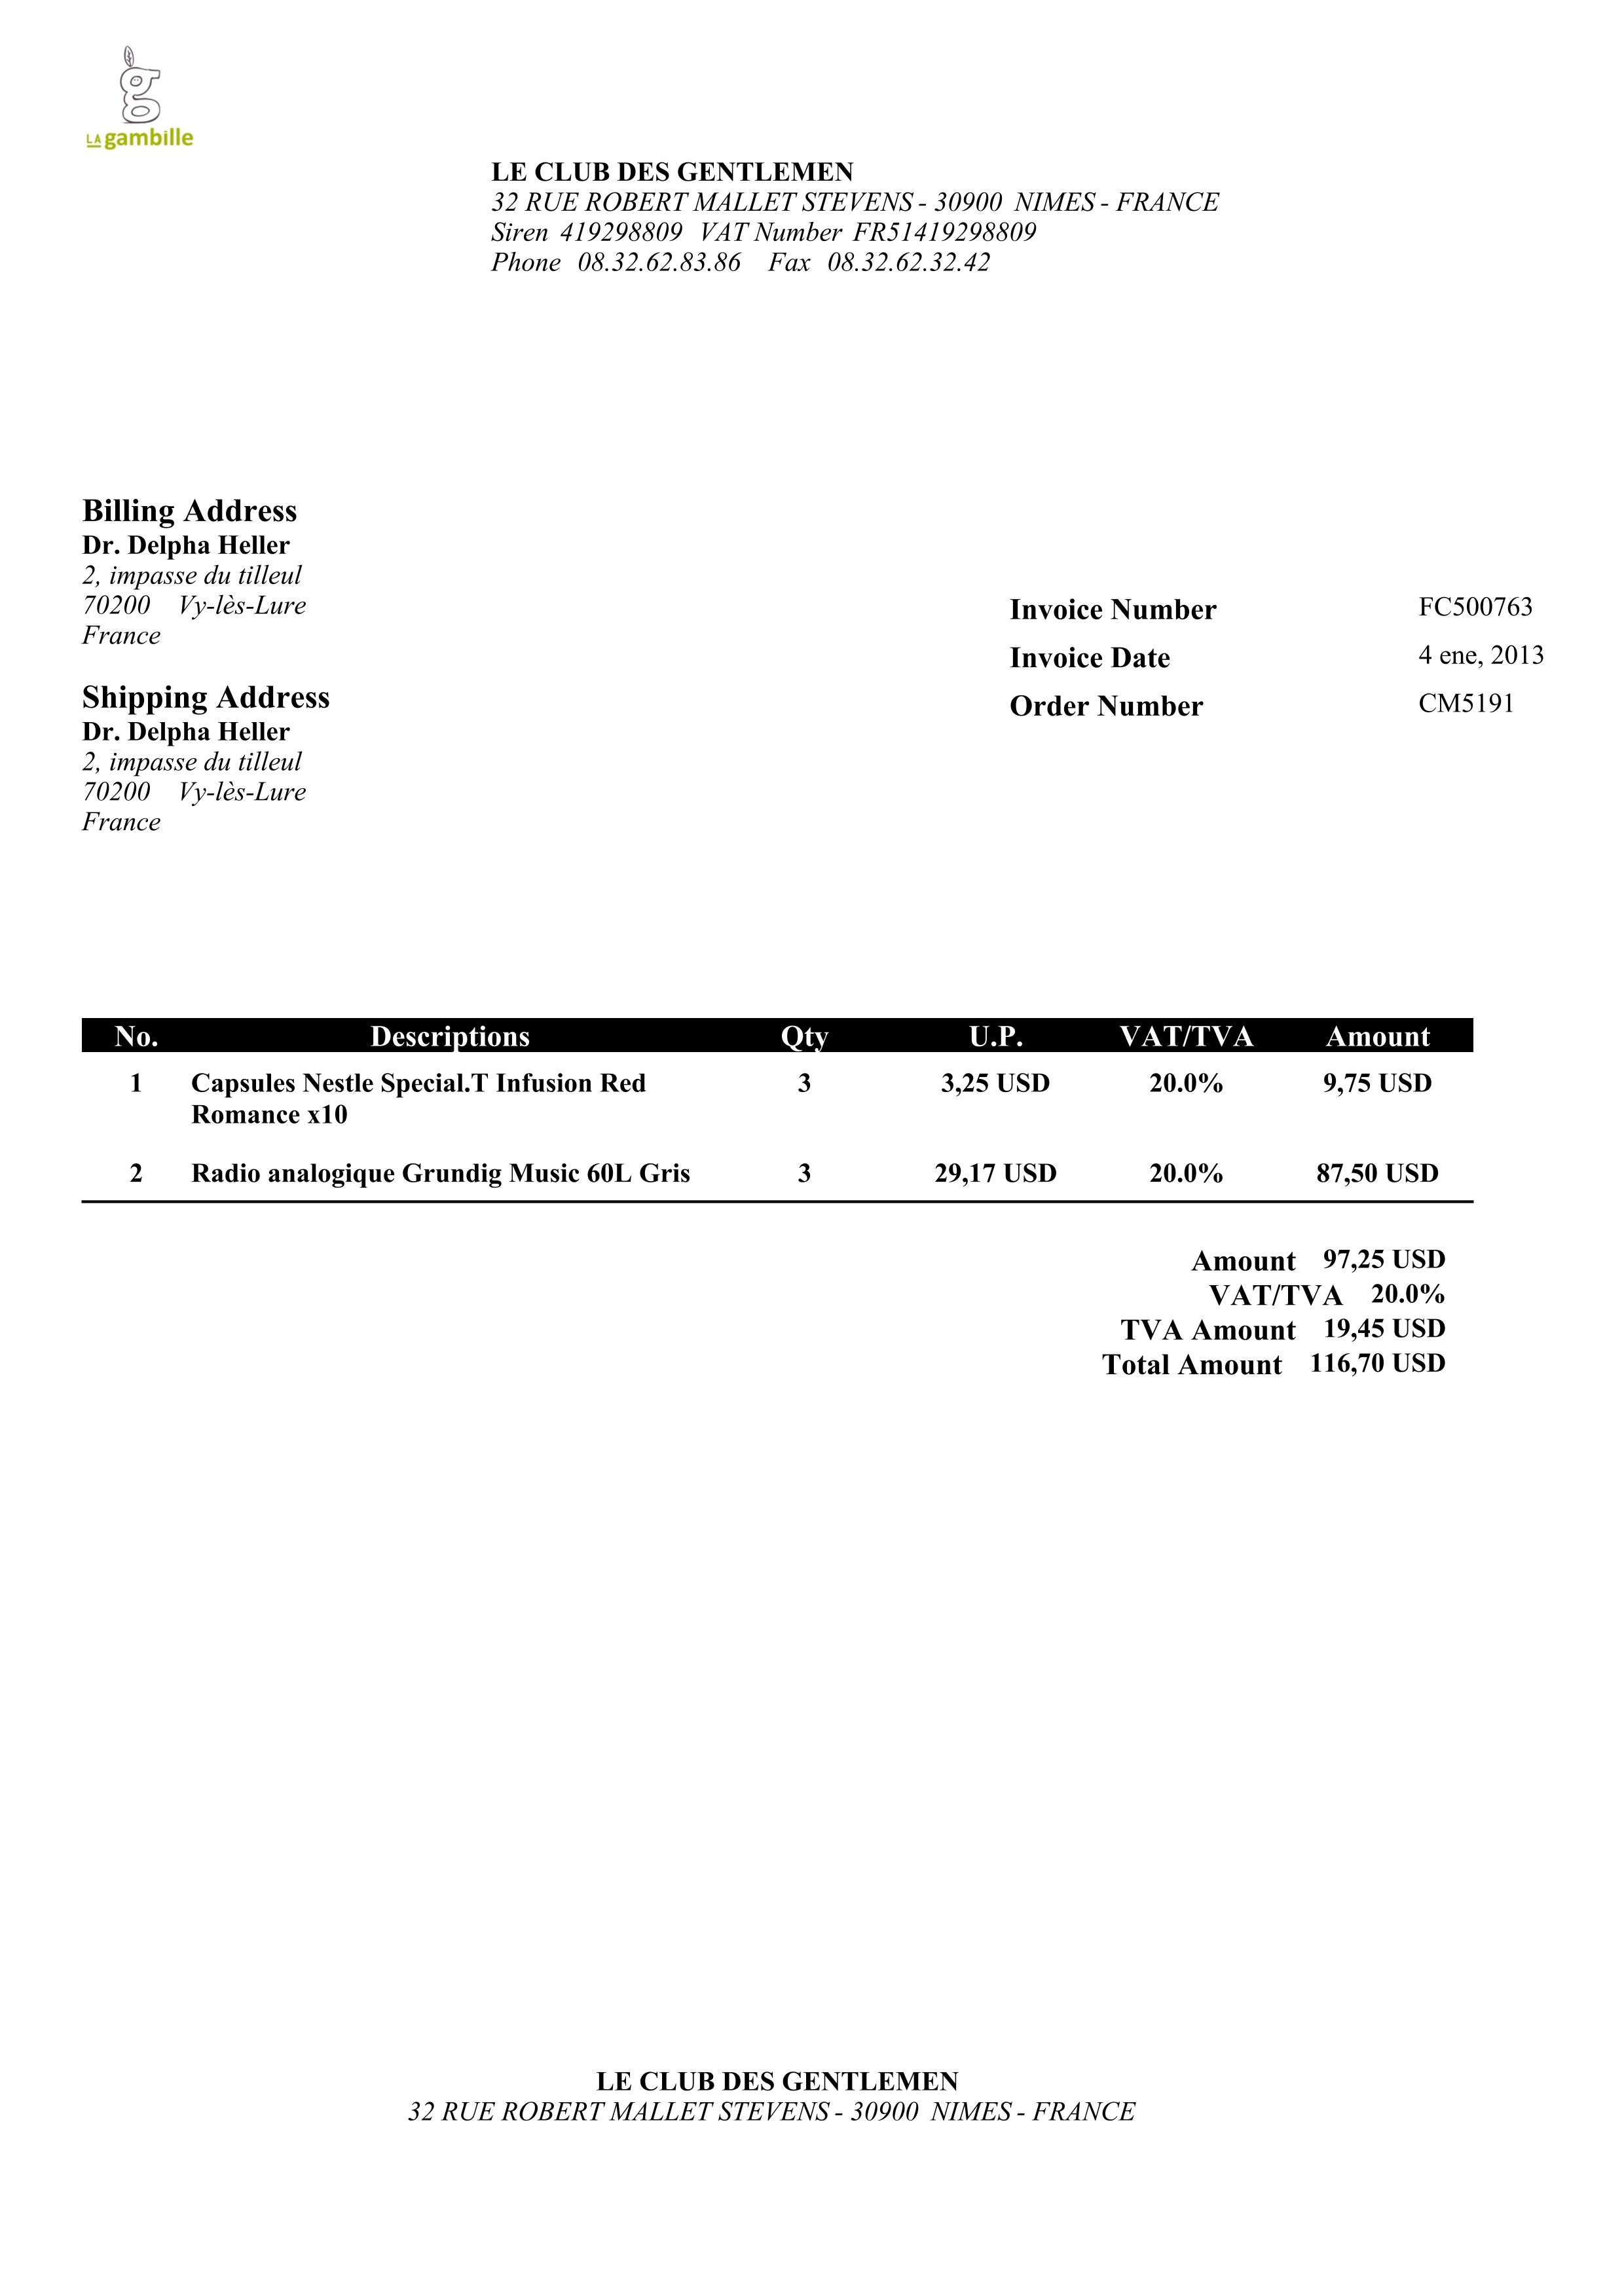 g
LA gambille
LE CLUB DES GENTLEMEN
32 RUE ROBERT MALLET STEVENS - 30900 NIMES - FRANCE
Siren 419298809 VAT Number FR51419298809
Phone 08.32.62.83.86 Fax 08.32.62.32.42
Billing Address
Dr. Delpha Heller
2, impasse du tilleul
70200 Vy-lès-Lure
France
Invoice Number FC500763
Invoice Date 4 ene, 2013
Order Number CM5191
Shipping Address
Dr. Delpha Heller
2, impasse du tilleul
70200 Vy-lès-Lure
France
No. Descriptions Qty U.P. VAT/TVA Amount
1 Capsules Nestle Special.T Infusion Red 3 3,25 USD 20.0% 9,75 USD
Romance x10
2 Radio analogique Grundig Music 60L Gris 3 29,17 USD 20.0% 87,50 USD
Amount 97,25 USD
VAT/TVA 20.0%
TVA Amount 19,45 USD
Total Amount 116,70 USD
LE CLUB DES GENTLEMEN
32 RUE ROBERT MALLET STEVENS - 30900 NIMES - FRANCE